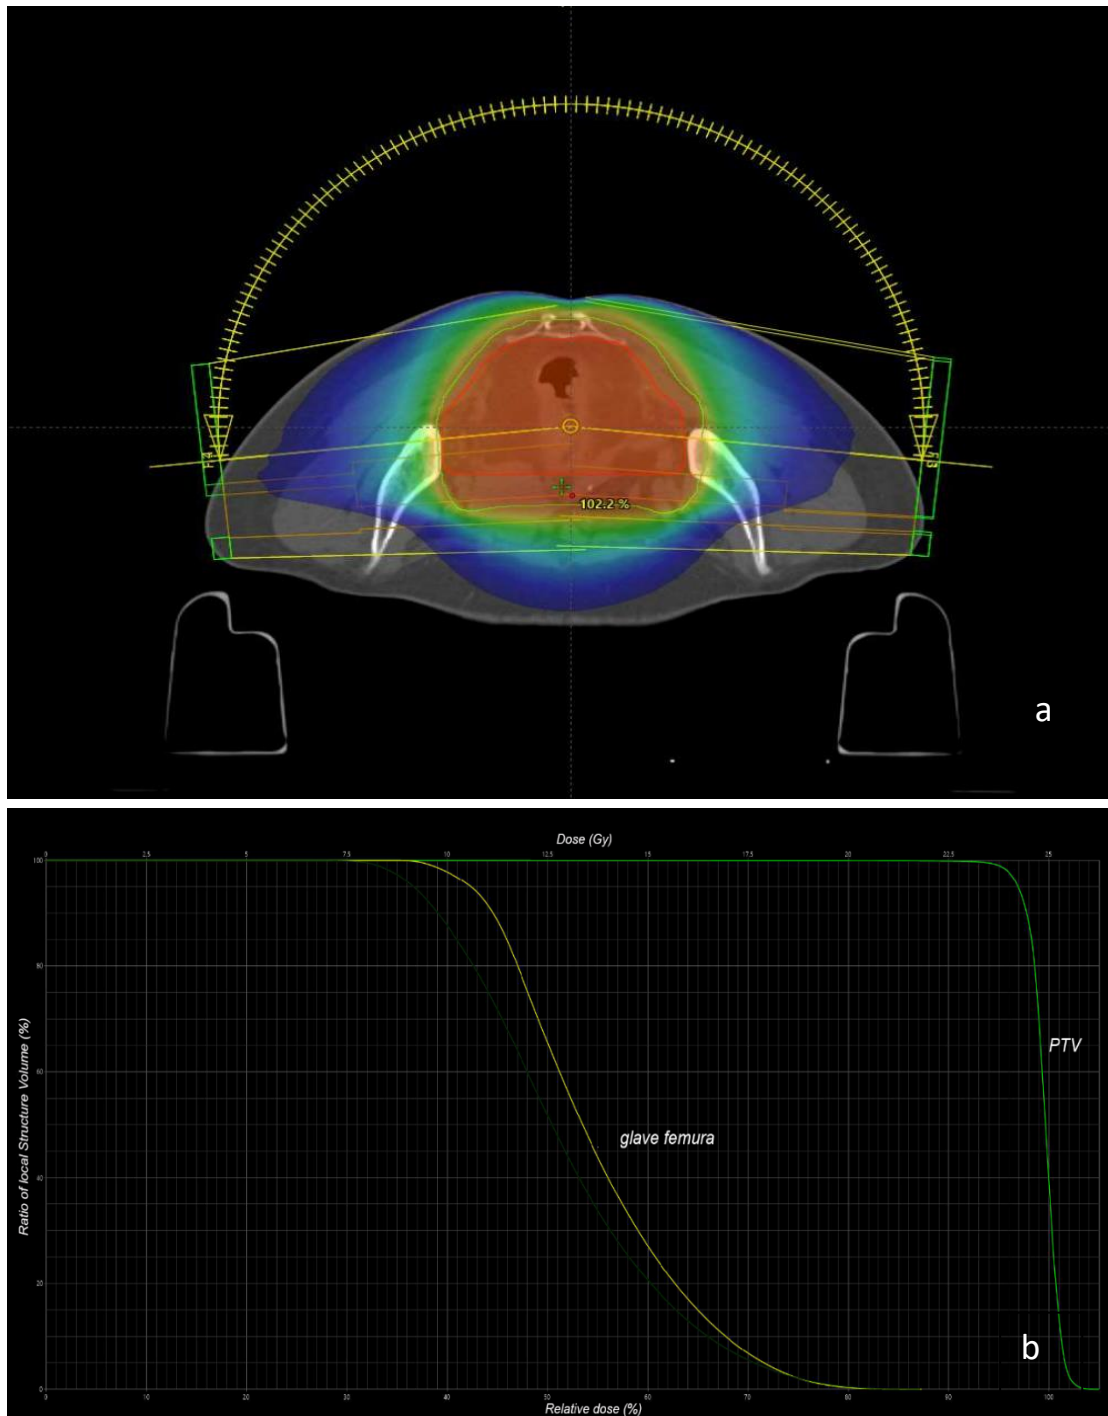 102.2 %
a
Dose (Gy)
0 2.5 5 7.5 10 12.5 15 17.5 20 22.5 25
100
80
60
40
20
0
Ratio of local Structure Volume (%)
PTV
glave femura
b
0 10 20 30 40 50 60 70 80 90 100
Relative dose (%)